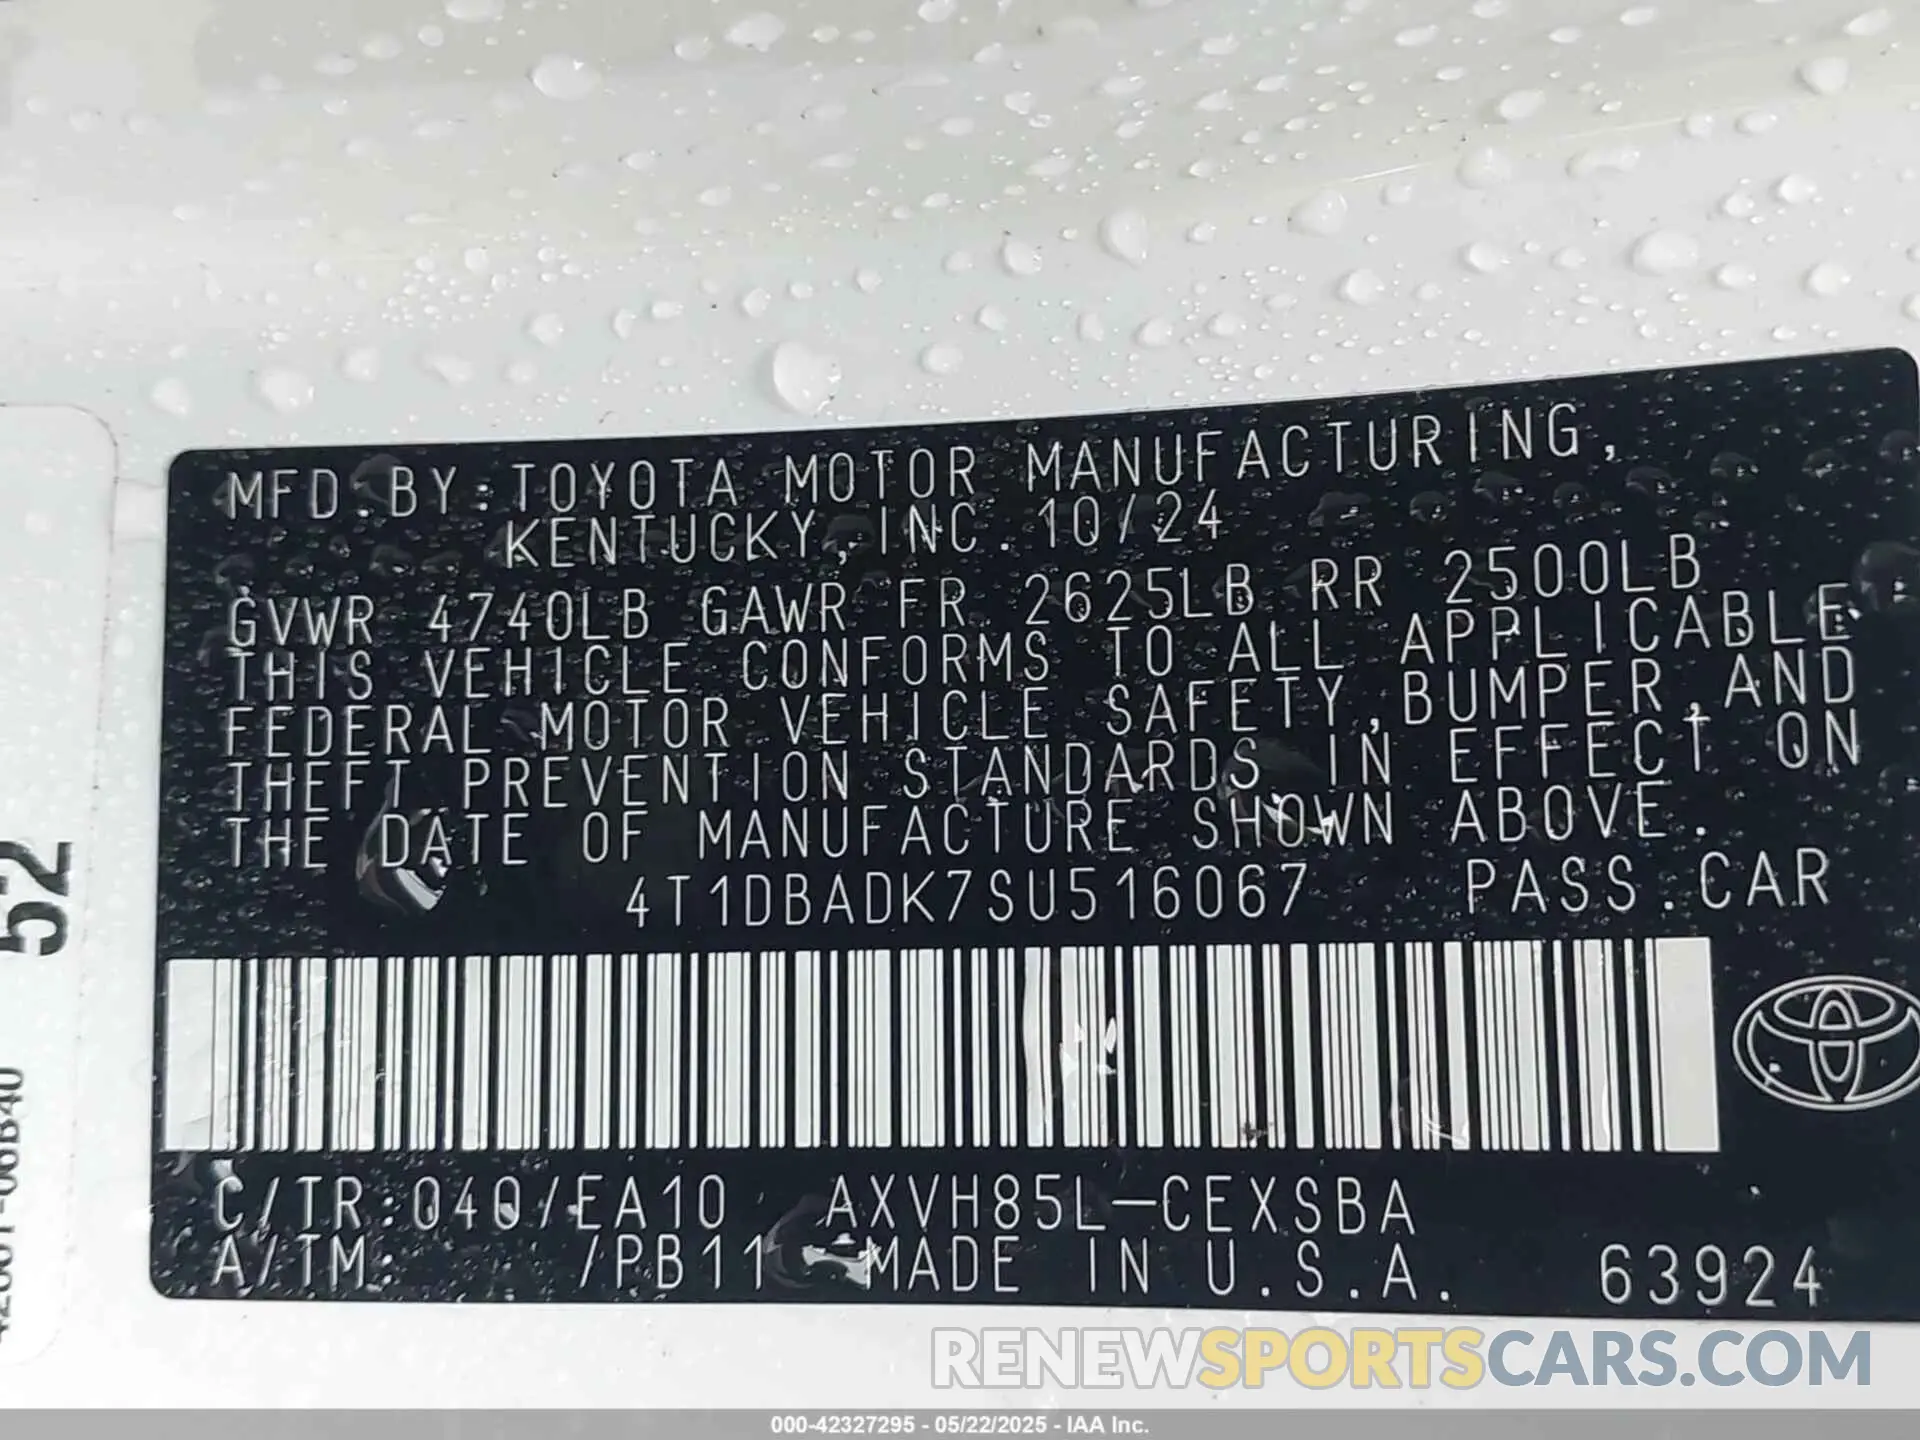 MFD.BY:TOYOTA MOTOR MANUFACTURING,
KENTUCKY,INC.10/24
GVWR 4740LB GAWR FR 2625LB RR 2500LB
THIS VEHICLE CONFORMS TO ALL APPLICABLE
FEDERAL MOTOR VEHICLE SAFETY,BUMPER,AND
THEFT PREVENTION STANDARDS IN EFFECT ON
THE DATE OF MANUFACTURE SHOWN ABOVE.
4T1DBADK7SU516067 PASS.CAR
C/TR:040/EA10 AXVH85L-CEXSBA
A/TM: /PB11 MADE IN U.S.A. 63924
52
RENEWSPORTSCARS.COM
000-42327295 - 05/22/2025 - IAA Inc.